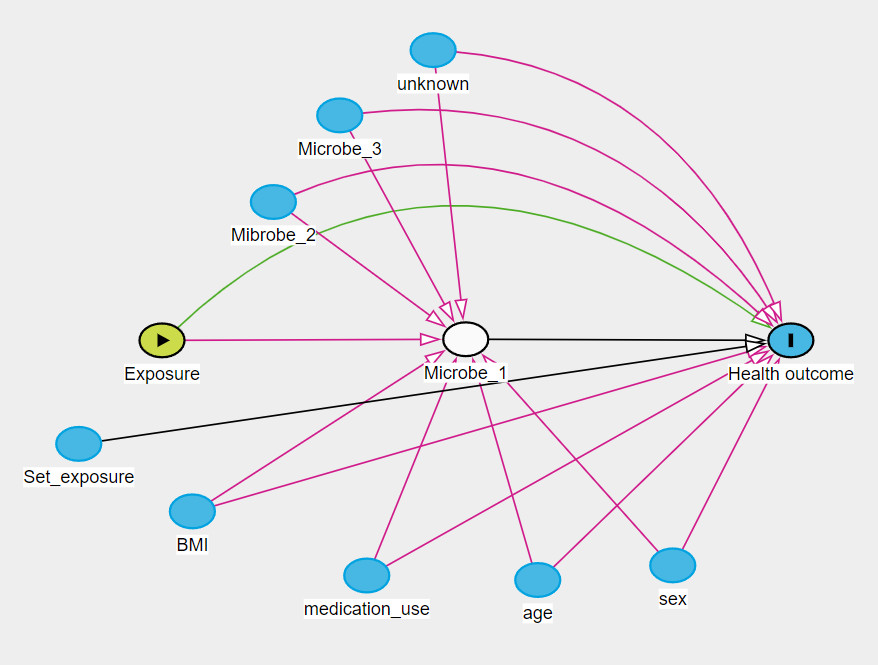 unknown
Microbe_3
Mibrobe_2
Exposure
Microbe_1
Health outcome
Set_exposure
BMI
medication_use
age
sex